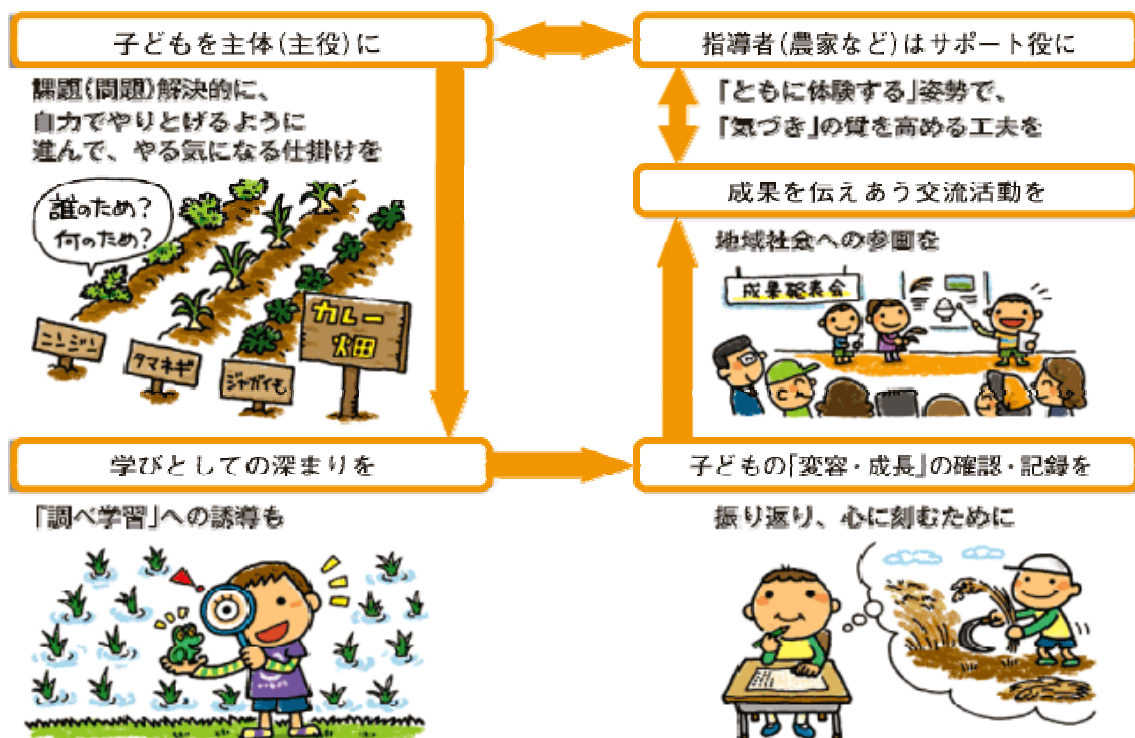 子どもを主体(主役)に
課題(問題)解決的に、
自力でやりとげるように
進んで、やる気になる仕掛けを
誰のため?
何のため?
ニンジン
タマネギ
ジャガイモ
カレー
畑
指導者(農家など)はサポート役に
「ともに体験する」姿勢で、
「気づき」の質を高める工夫を
成果を伝えあう交流活動を
地域社会への参画を
成果発表会
学びとしての深まりを
「調べ学習」への誘導も
子どもの「変容・成長」の確認・記録を
振り返り、心に刻むために